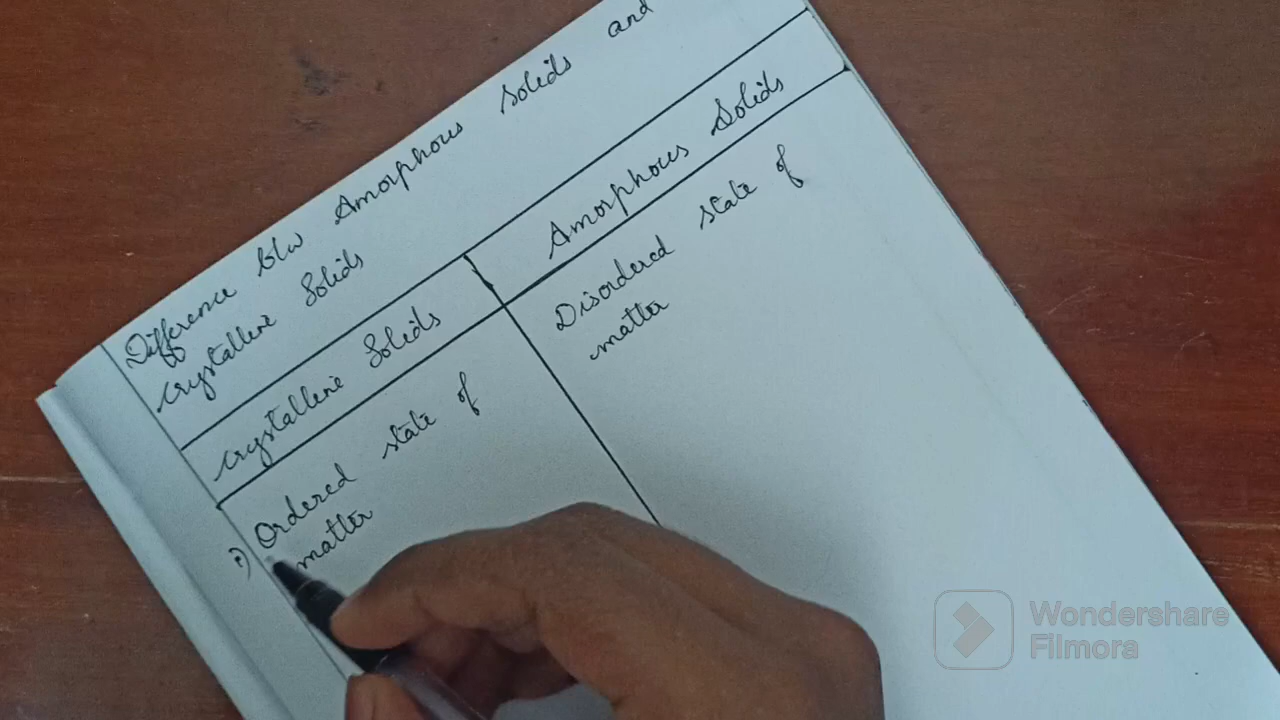 Difference b/w Amorphous Solids and
Crystalline Solids
Crystalline Solids
Amorphous Solids
i) Ordered state of
matter
Disordered state of
matter
Wondershare
Filmora